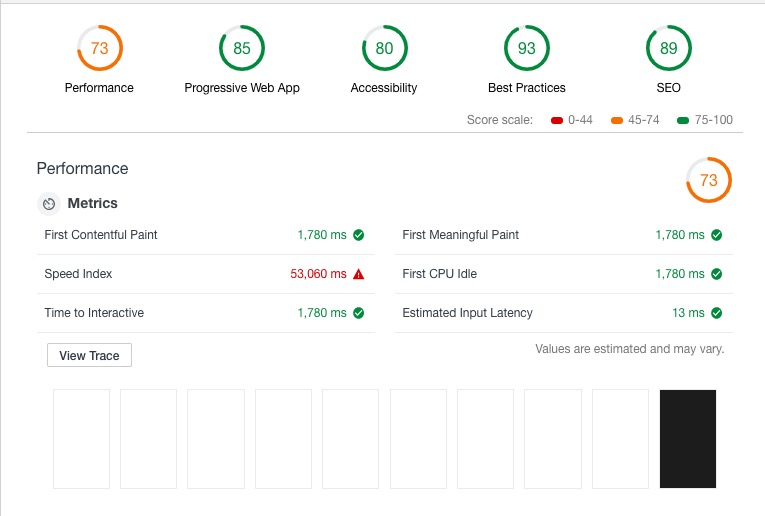 73 85 80 93 89
Performance Progressive Web App Accessibility Best Practices SEO
Score scale: 0-44 45-74 75-100
Performance
73
Metrics
First Contentful Paint 1,780 ms First Meaningful Paint 1,780 ms
Speed Index 53,060 ms First CPU Idle 1,780 ms
Time to Interactive 1,780 ms Estimated Input Latency 13 ms
View Trace Values are estimated and may vary.